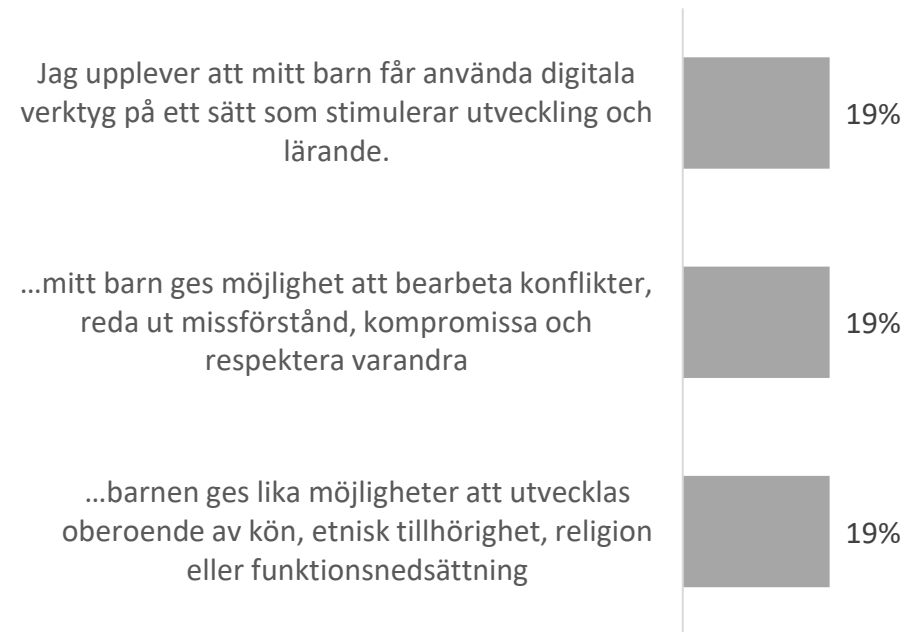 Jag upplever att mitt barn får använda digitala
verktyg på ett sätt som stimulerar utveckling och
lärande.
19%
…mitt barn ges möjlighet att bearbeta konflikter,
reda ut missförstånd, kompromissa och
respektera varandra
19%
…barnen ges lika möjligheter att utvecklas
oberoende av kön, etnisk tillhörighet, religion
eller funktionsnedsättning
19%